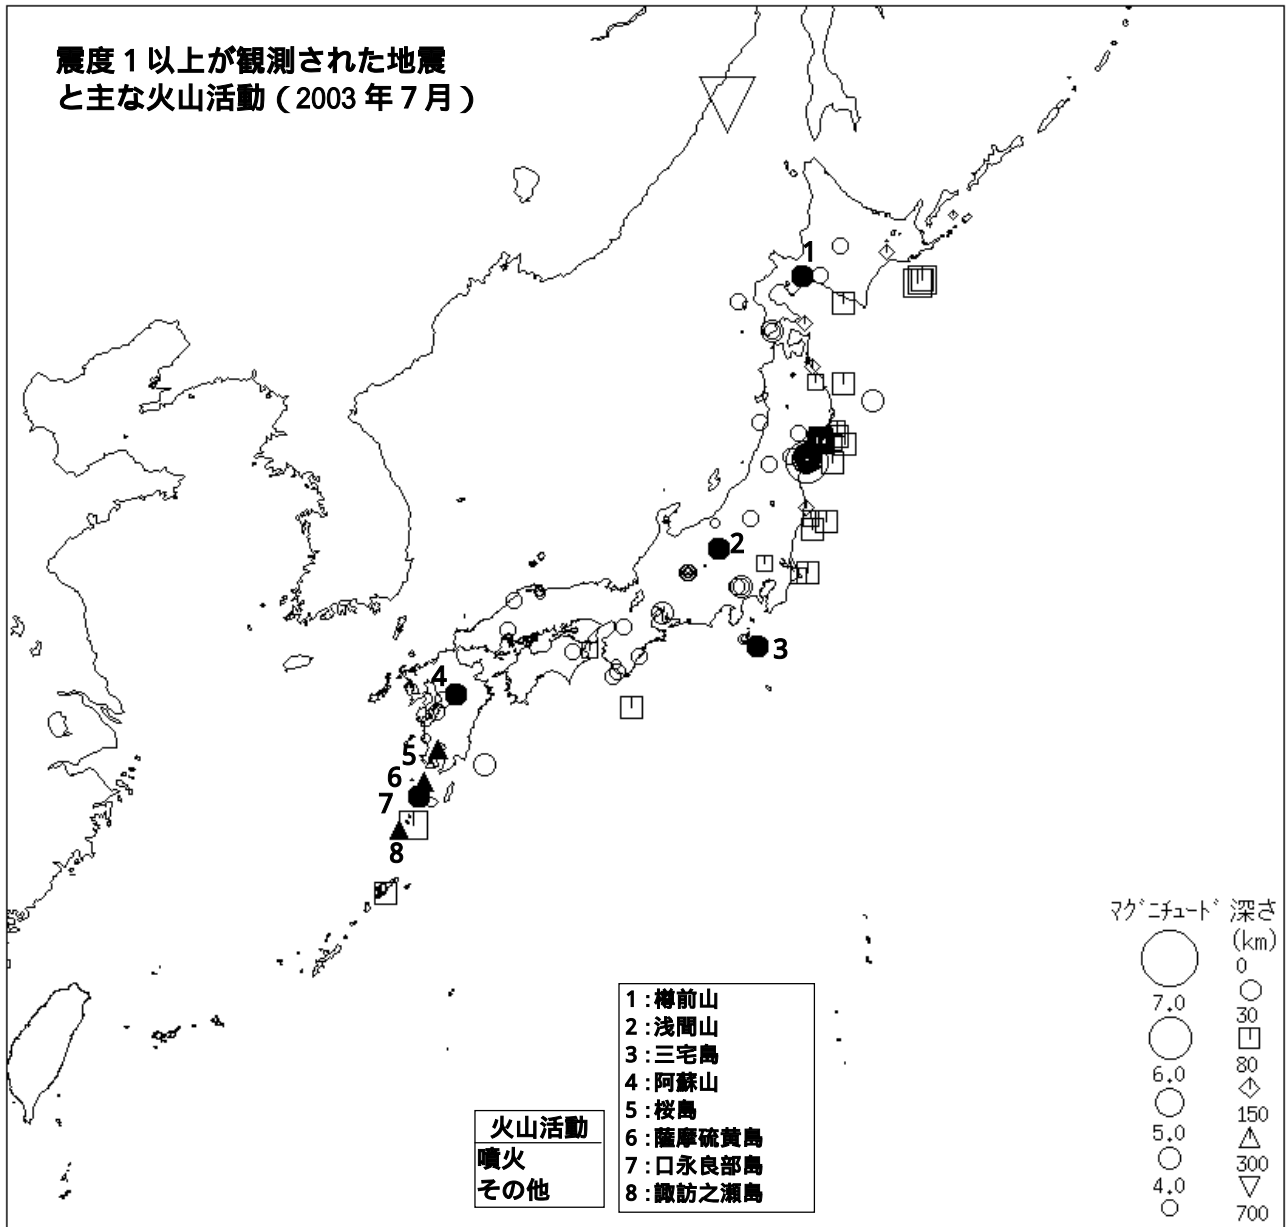 震度１以上が観測された地震
と主な火山活動（2003年７月）
1
2
3
4
5
6
7
8
1：樽前山
2：浅間山
3：三宅島
4：阿蘇山
5：桜島
6：薩摩硫黄島
7：口永良部島
8：諏訪之瀬島
火山活動
噴火
その他
マグニチュード 深さ
(km)
0
7.0 30
6.0 80
5.0 150
4.0 300
700